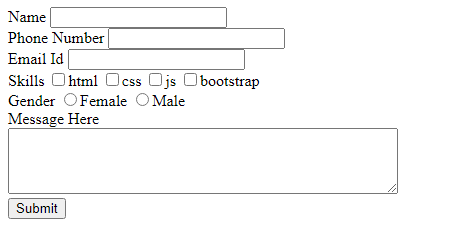 Name
Phone Number
Email Id
Skills html css js bootstrap
Gender Female Male
Message Here
Submit